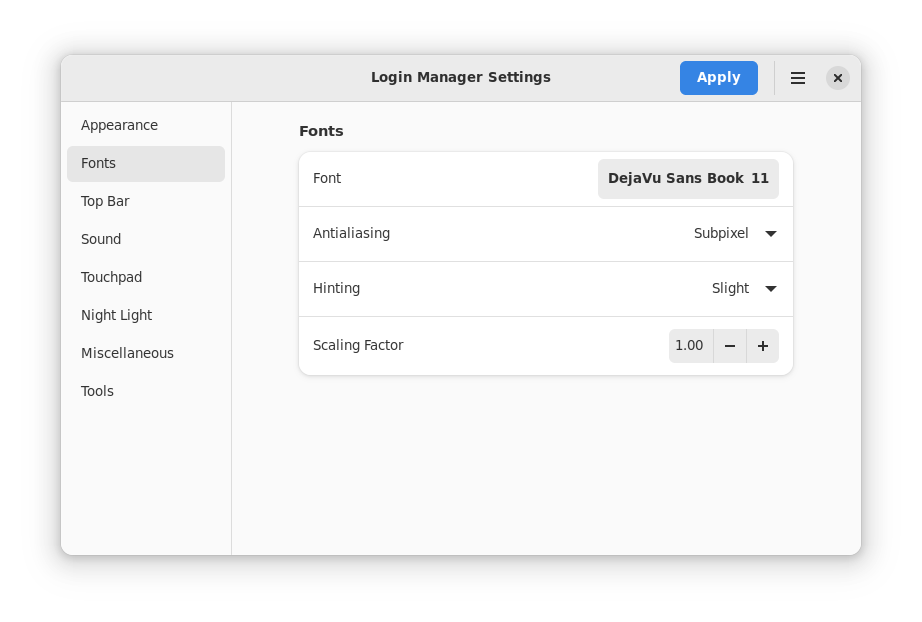 Login Manager Settings
Apply
Appearance
Fonts
Top Bar
Sound
Touchpad
Night Light
Miscellaneous
Tools
Fonts
Font
DejaVu Sans Book 11
Antialiasing
Subpixel
Hinting
Slight
Scaling Factor
1.00